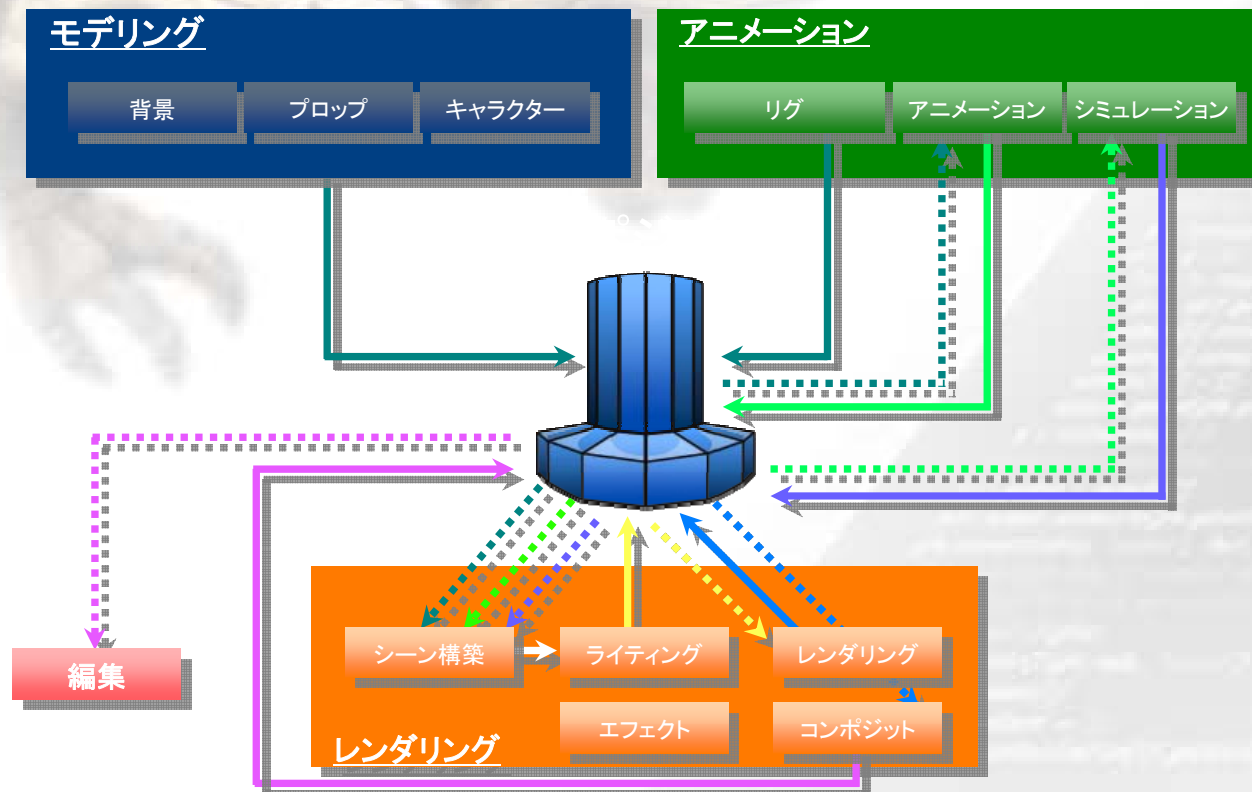 モデリング
背景
プロップ
キャラクター
アニメーション
リグ
アニメーション
シミュレーション
シーン構築
ライティング
レンダリング
エフェクト
コンポジット
レンダリング
編集